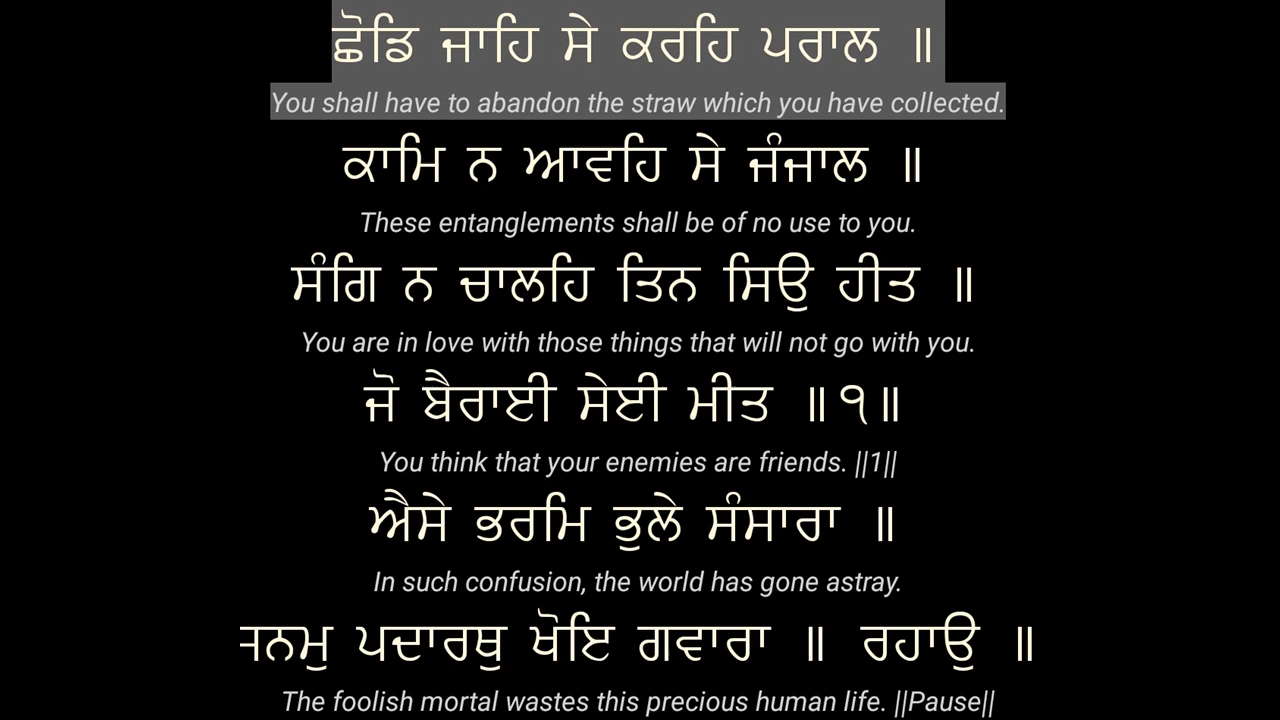 ਛੋਡਿ ਜਾਹਿ ਸੇ ਕਰਹਿ ਪਰਾਲ ॥
You shall have to abandon the straw which you have collected.
ਕਾਮਿ ਨ ਆਵਹਿ ਸੇ ਜੰਜਾਲ ॥
These entanglements shall be of no use to you.
ਸੰਗਿ ਨ ਚਾਲਹਿ ਤਿਨ ਸਿਉ ਹੀਤ ॥
You are in love with those things that will not go with you.
ਜੋ ਬੈਰਾਈ ਸੇਈ ਮੀਤ ॥੧॥
You think that your enemies are friends. ||1||
ਐਸੇ ਭਰਮਿ ਭੁਲੇ ਸੰਸਾਰਾ ॥
In such confusion, the world has gone astray.
ਜਨਮੁ ਪਦਾਰਥੁ ਖੋਇ ਗਵਾਰਾ ॥ ਰਹਾਉ ॥
The foolish mortal wastes this precious human life. ||Pause||